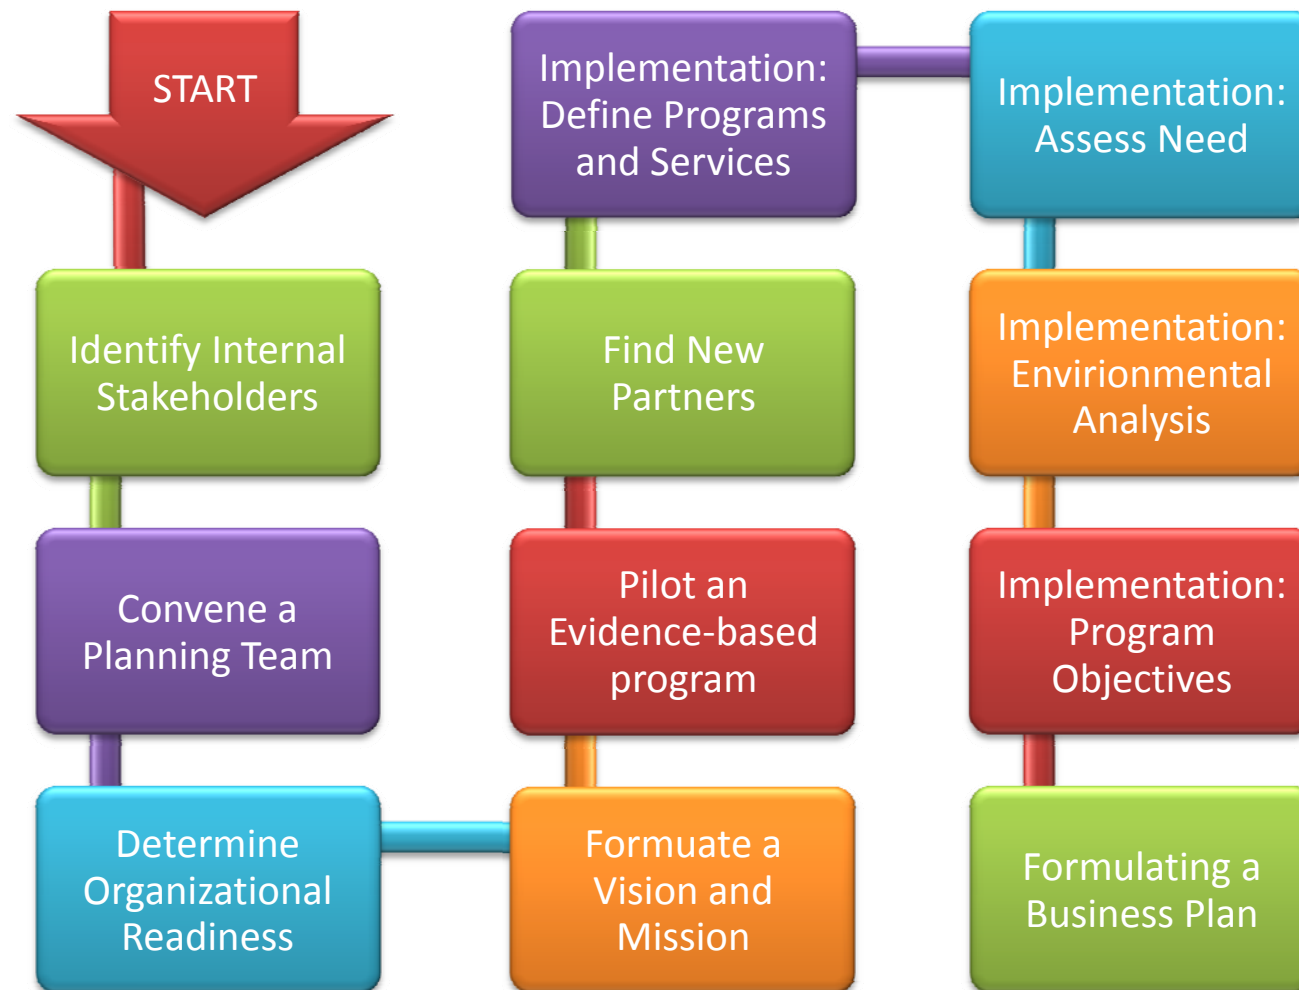 START
Identify Internal
Stakeholders
Convene a
Planning Team
Determine
Organizational
Readiness
Formuate a
Vision and
Mission
Pilot an
Evidence-based
program
Find New
Partners
Implementation:
Define Programs
and Services
Implementation:
Assess Need
Implementation:
Envirionmental
Analysis
Implementation:
Program
Objectives
Formulating a
Business Plan